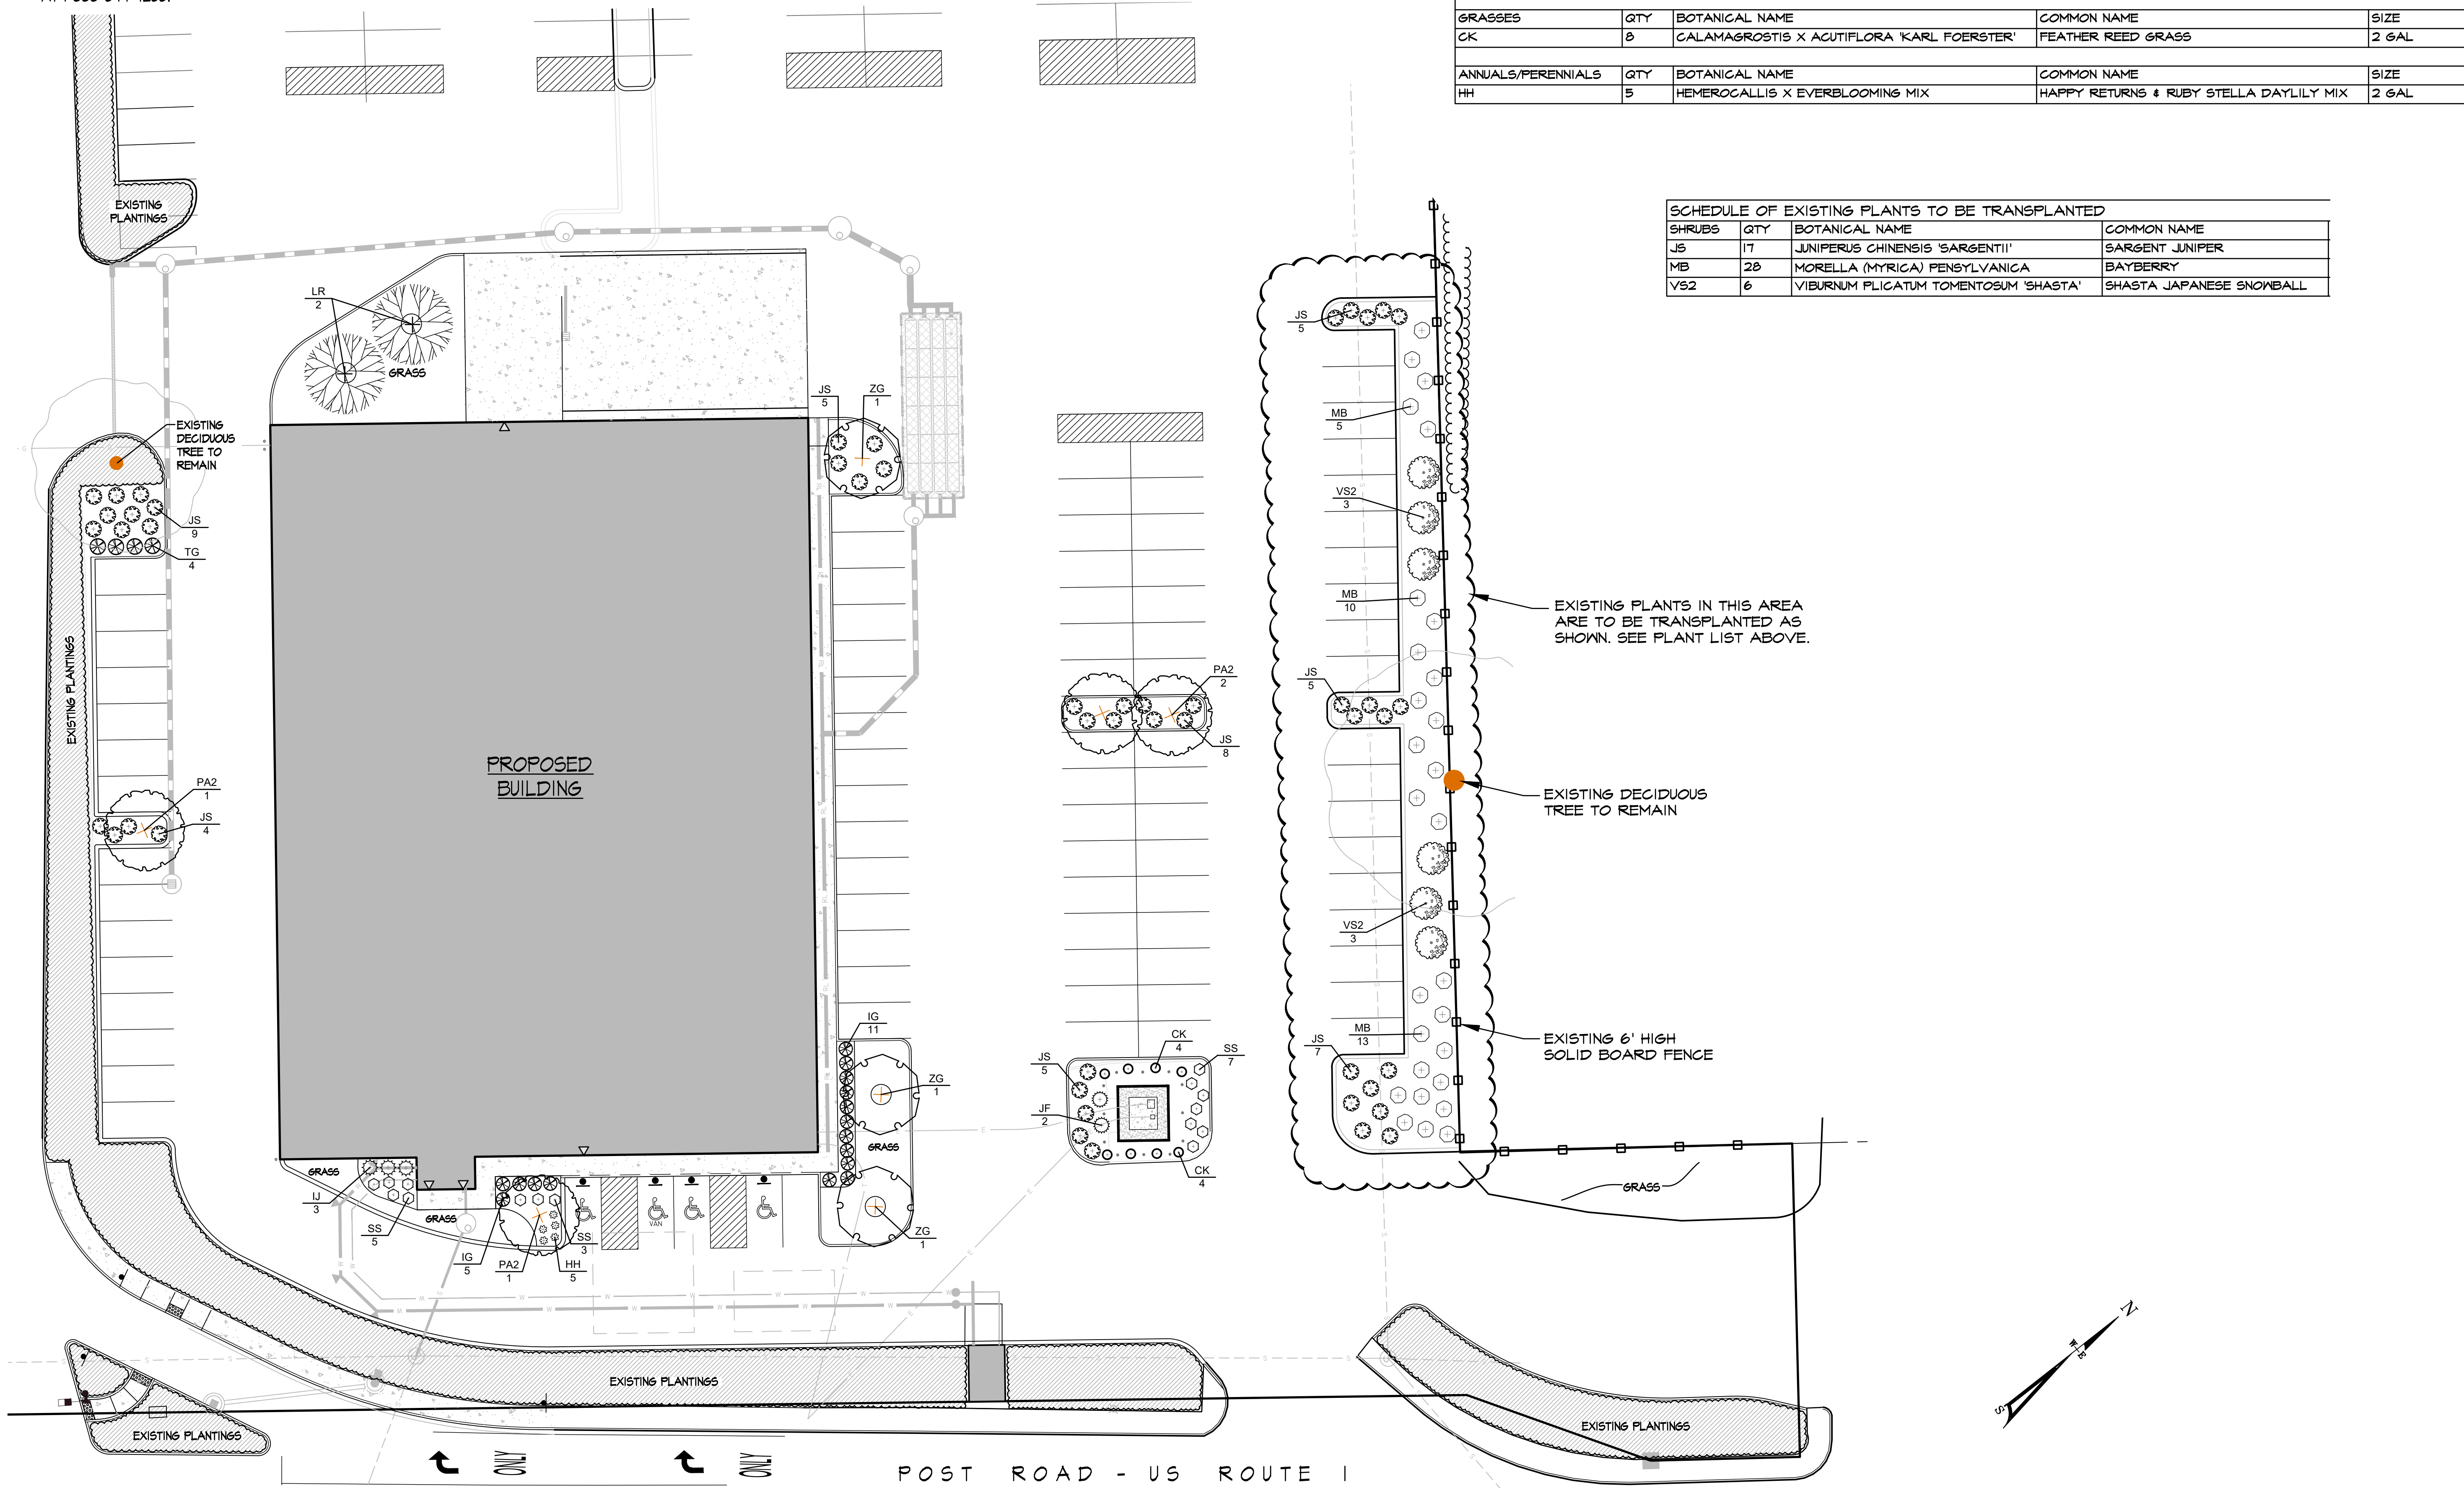 GRASSES QTY BOTANICAL NAME COMMON NAME SIZE
CK 8 CALAMAGROSTIS X ACUTIFLORA 'KARL FOERSTER' FEATHER REED GRASS 2 GAL
ANNUALS/PERENNIALS QTY BOTANICAL NAME COMMON NAME SIZE
HH 5 HEMEROCALLIS X EVERBLOOMING MIX HAPPY RETURNS & RUBY STELLA DAYLILY MIX 2 GAL
EXISTING
PLANTINGS
SCHEDULE OF EXISTING PLANTS TO BE TRANSPLANTED
SHRUBS QTY BOTANICAL NAME COMMON NAME
JS 17 JUNIPERUS CHINENSIS 'SARGENTII' SARGENT JUNIPER
MB 28 MORELLA (MYRICA) PENSYLVANICA BAYBERRY
VS2 6 VIBURNUM PLICATUM TOMENTOSUM 'SHASTA' SHASTA JAPANESE SNOWBALL
LR
2
GRASS
JS
5
JS
5
ZG
1
MB
5
EXISTING
DECIDUOUS
TREE TO
REMAIN
VS2
3
JS
9
TG
4
MB
10
EXISTING PLANTS IN THIS AREA
ARE TO BE TRANSPLANTED AS
SHOWN. SEE PLANT LIST ABOVE.
EXISTING PLANTINGS
PA2
2
JS
5
JS
8
PROPOSED
BUILDING
PA2
1
JS
4
EXISTING DECIDUOUS
TREE TO REMAIN
VS2
3
IG
11
CK
4
SS
7
JS
5
MB
13
JS
7
EXISTING 6' HIGH
SOLID BOARD FENCE
ZG
1
JF
2
GRASS
CK
4
GRASS
IJ
3
SS
5
GRASS
VAN
GRASS
IG
5
PA2
1
HH
5
SS
3
ZG
1
N
S
EXISTING PLANTINGS
EXISTING PLANTINGS
EXISTING PLANTINGS
ONLY
ONLY
POST ROAD - US ROUTE 1